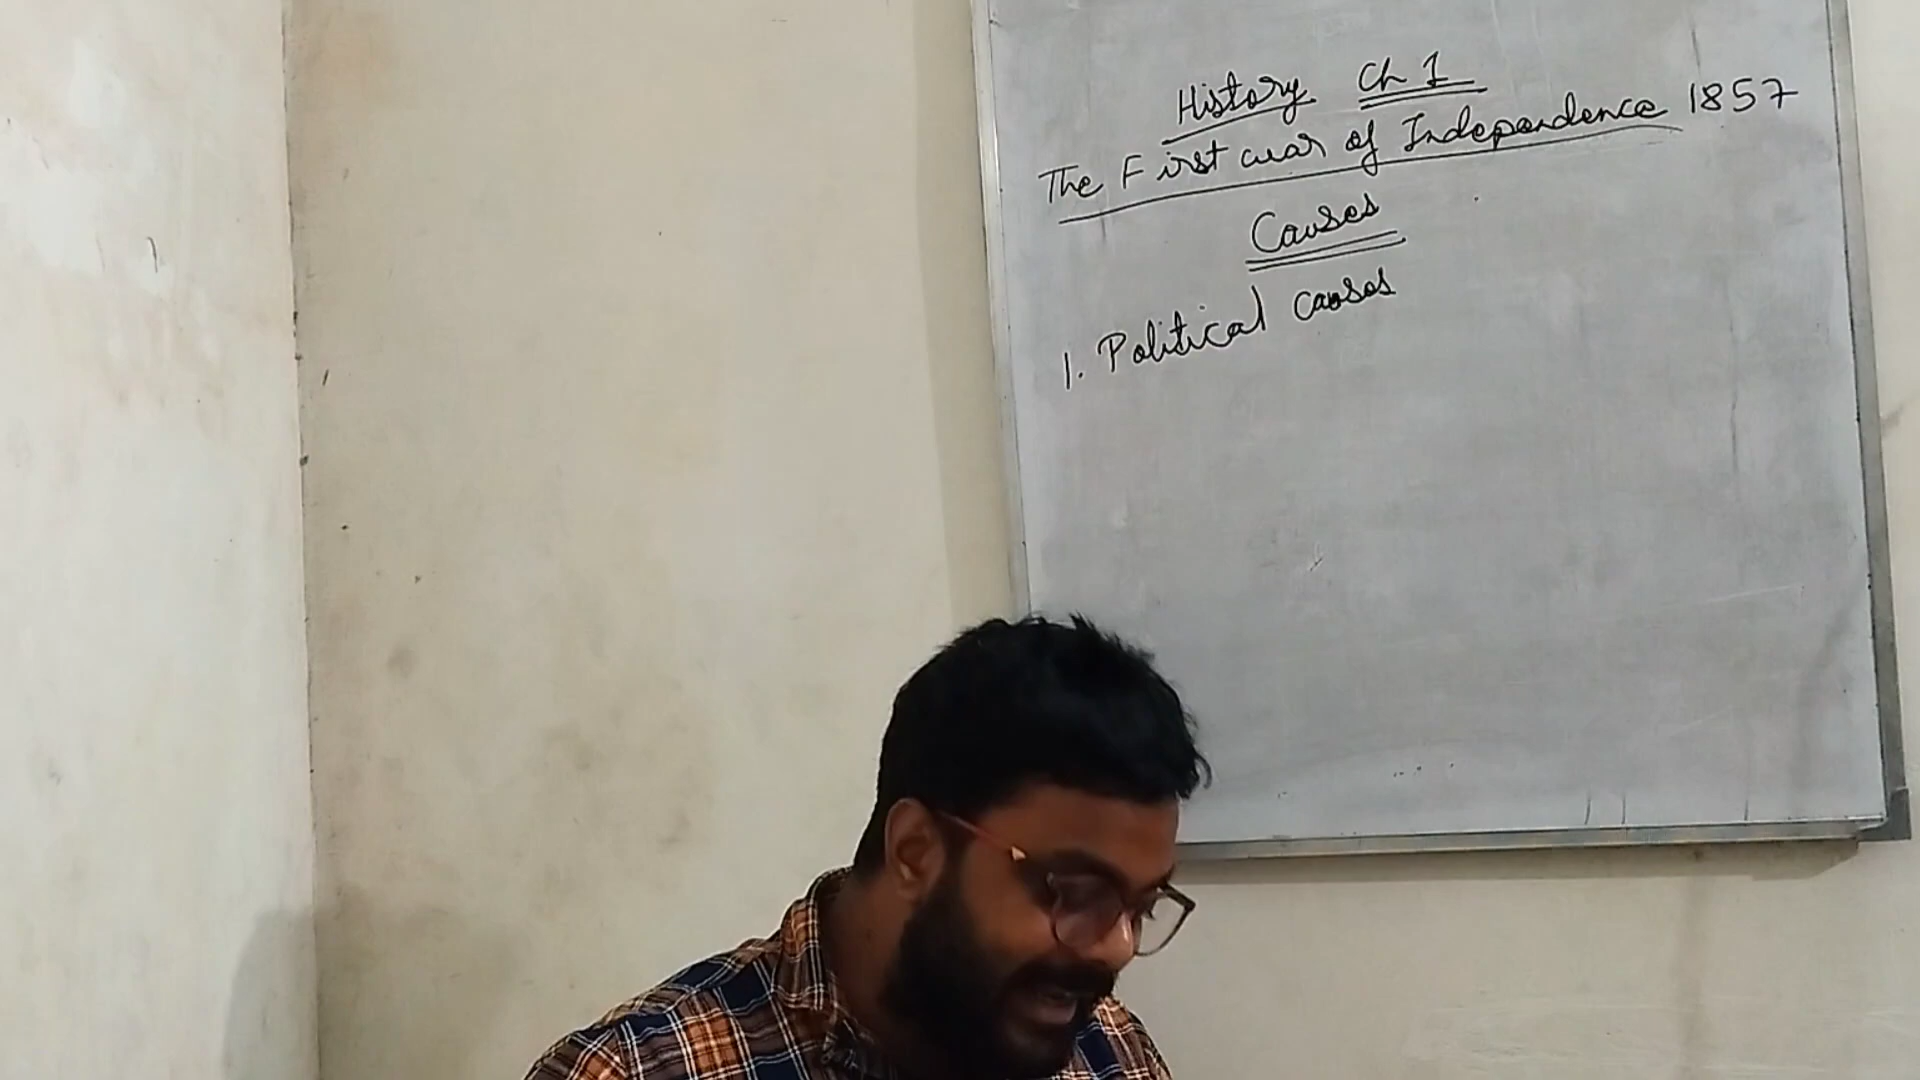 History Ch 1
The First war of Independence 1857
Causes
1. Political causes